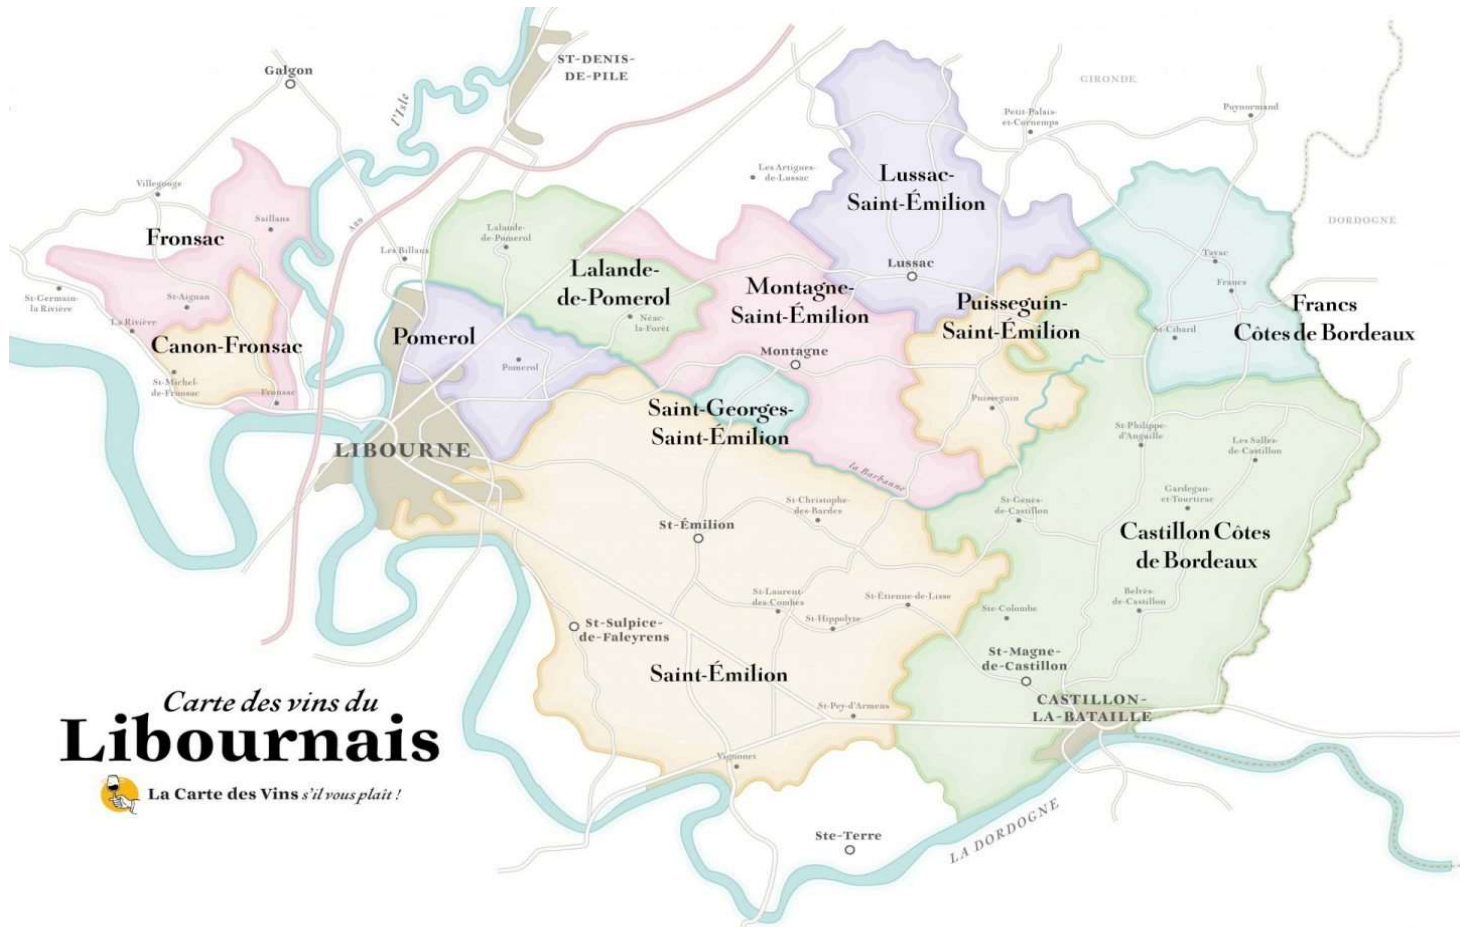 Galgon
l'Isle
ST-DENIS-
DE-PILE
GIRONDE
Petit-Palais-
et-Cornemps
Puynormand
Les Artigues-
de-Lussac
Lussac-
Saint-Émilion
Villegouge
Fronsac
Saillans
A89
Les Billaux
Lalande-
de-Pomerol
DORDOGNE
Tayac
Francs
St-Germain-
la Rivière
St-Aignan
La Rivière
Lalande-
de-Pomerol
Néac-
la-Forêt
Montagne-
Saint-Émilion
Lussac
Puisseguin-
Saint-Émilion
St-Cibard
Francs
Côtes de Bordeaux
Canon-Fronsac
Pomerol
Pomerol
Montagne
St-Michel-
de-Fronsac
Fronsac
Saint-Georges-
Saint-Émilion
Puisseguin
St-Philippe-
d'Aiguille
Les Salles-
de-Castillon
LIBOURNE
la Barbanne
St-Émilion
St-Christophe-
des-Bardes
St-Genès-
de-Castillon
Gardegan-
et-Tourtirac
Castillon Côtes
de Bordeaux
St-Laurent-
des-Combes
St-Hippolyte
St-Étienne-de-Lisse
Ste-Colombe
Belvès-
de-Castillon
St-Sulpice-
de-Faleyrens
Saint-Émilion
St-Magne-
de-Castillon
St-Pey-d'Armens
CASTILLON-
LA-BATAILLE
Vignonet
Carte des vins du
Libournais
La Carte des Vins s'il vous plaît !
Ste-Terre
LA DORDOGNE